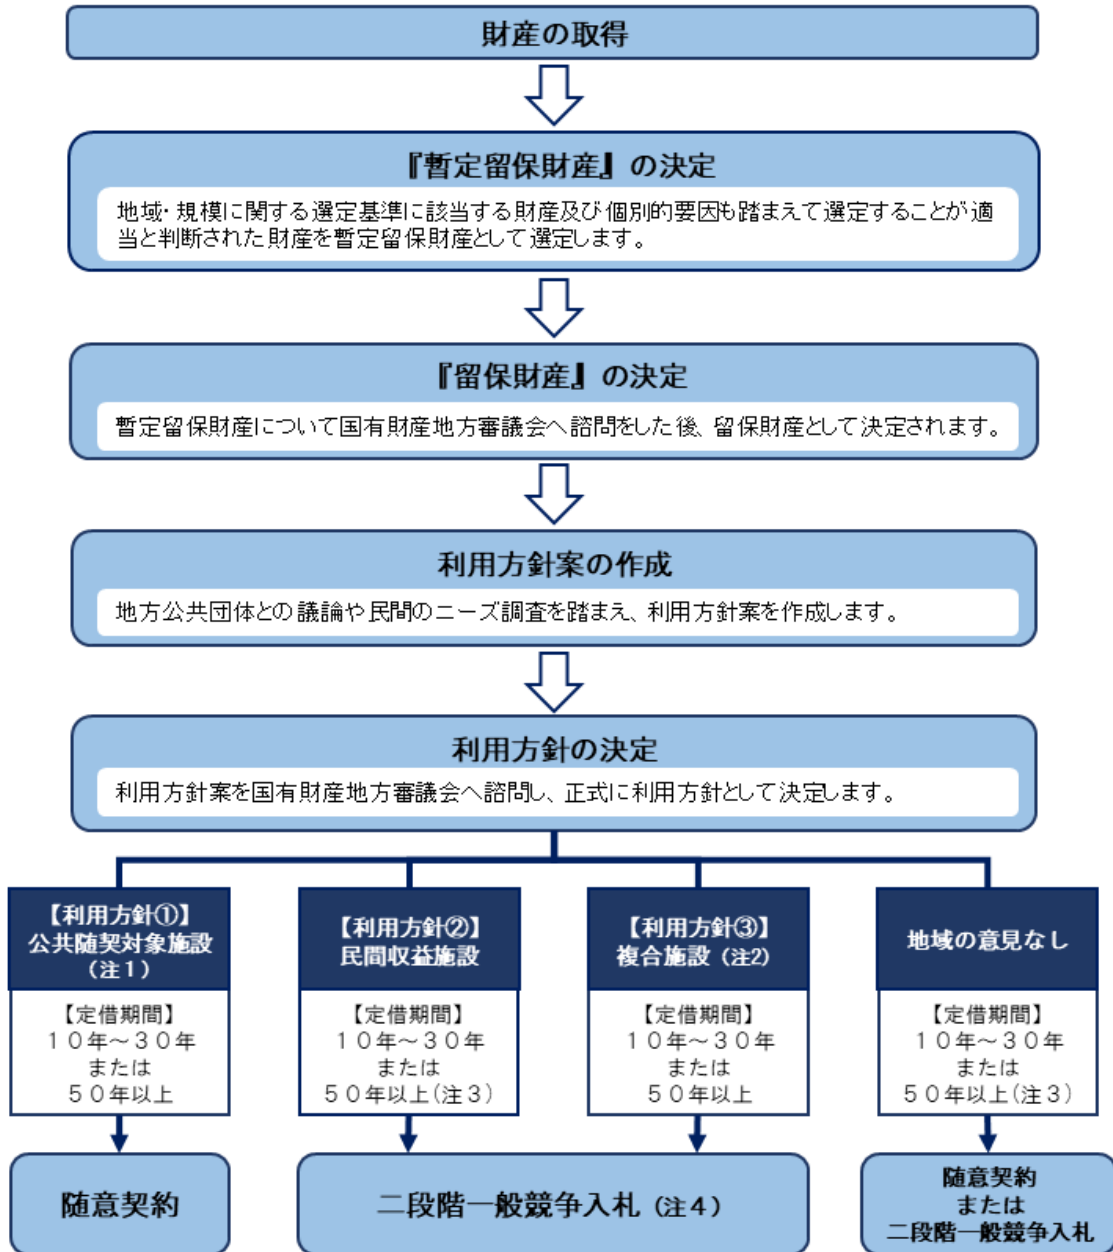 財産の取得
『暫定留保財産』の決定
地域・規模に関する選定基準に該当する財産及び個別的要因も踏まえて選定することが適
当と判断された財産を暫定留保財産として選定します。
『留保財産』の決定
暫定留保財産について国有財産地方審議会へ諮問をした後、留保財産として決定されます。
利用方針案の作成
地方公共団体との議論や民間のニーズ調査を踏まえ、利用方針案を作成します。
利用方針の決定
利用方針案を国有財産地方審議会へ諮問し、正式に利用方針として決定します。
【利用方針①】
公共随契対象施設
（注１）
【定借期間】
１０年～３０年
または
５０年以上
随意契約
【利用方針②】
民間収益施設
【定借期間】
１０年～３０年
または
５０年以上(注３)
【利用方針③】
複合施設（注2）
【定借期間】
１０年～３０年
または
５０年以上
二段階一般競争入札（注４）
地域の意見なし
【定借期間】
１０年～３０年
または
５０年以上(注３)
随意契約
または
二段階一般競争入札